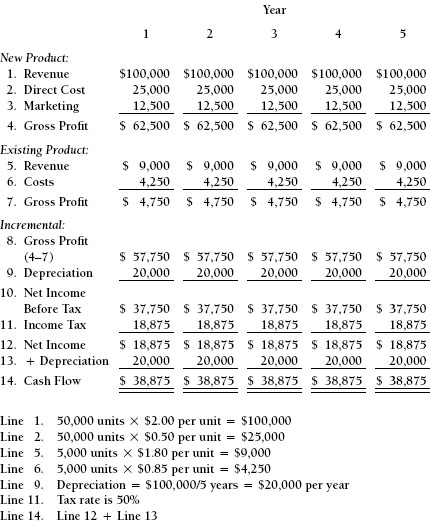 Year
1 2 3 4 5
New Product:
1. Revenue $100,000 $100,000 $100,000 $100,000 $100,000
2. Direct Cost 25,000 25,000 25,000 25,000 25,000
3. Marketing 12,500 12,500 12,500 12,500 12,500
4. Gross Profit $ 62,500 $ 62,500 $ 62,500 $ 62,500 $ 62,500
Existing Product:
5. Revenue $ 9,000 $ 9,000 $ 9,000 $ 9,000 $ 9,000
6. Costs 4,250 4,250 4,250 4,250 4,250
7. Gross Profit $ 4,750 $ 4,750 $ 4,750 $ 4,750 $ 4,750
Incremental:
8. Gross Profit
(4–7) $ 57,750 $ 57,750 $ 57,750 $ 57,750 $ 57,750
9. Depreciation 20,000 20,000 20,000 20,000 20,000
10. Net Income
Before Tax $ 37,750 $ 37,750 $ 37,750 $ 37,750 $ 37,750
11. Income Tax 18,875 18,875 18,875 18,875 18,875
12. Net Income $ 18,875 $ 18,875 $ 18,875 $ 18,875 $ 18,875
13. + Depreciation 20,000 20,000 20,000 20,000 20,000
14. Cash Flow $ 38,875 $ 38,875 $ 38,875 $ 38,875 $ 38,875
Line 1. 50,000 units × $2.00 per unit = $100,000
Line 2. 50,000 units × $0.50 per unit = $25,000
Line 5. 5,000 units × $1.80 per unit = $9,000
Line 6. 5,000 units × $0.85 per unit = $4,250
Line 9. Depreciation = $100,000/5 years = $20,000 per year
Line 11. Tax rate is 50%
Line 14. Line 12 + Line 13